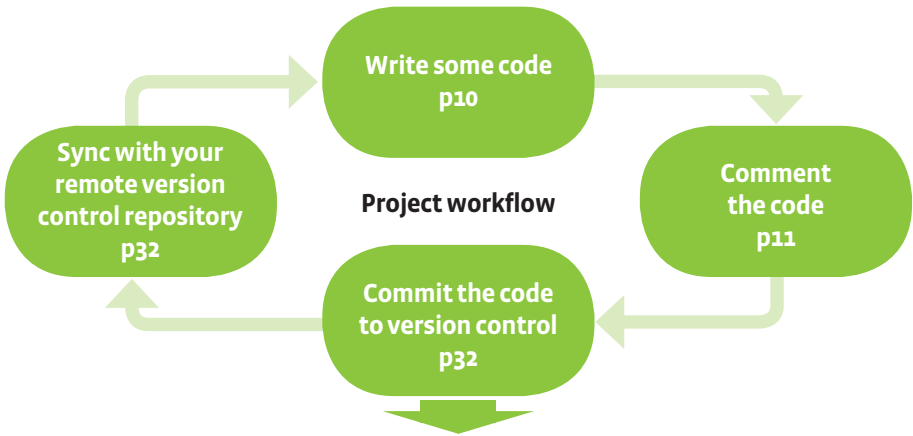 Write some code
p10
Sync with your
remote version
control repository
p32
Project workflow
Comment
the code
p11
Commit the code
to version control
p32